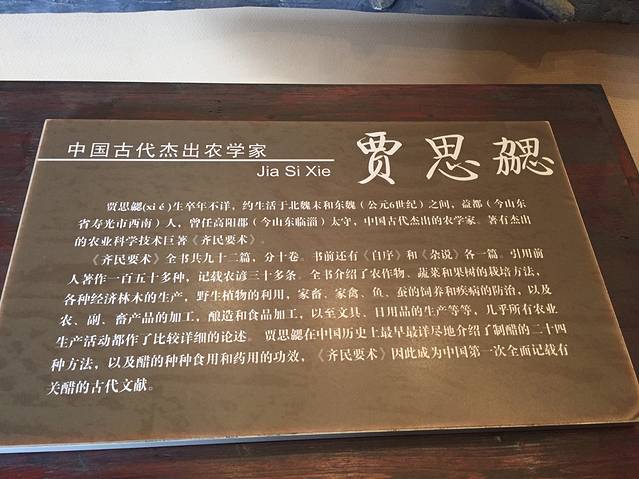 中国古代杰出农学家
贾思勰
Jia Si Xie
贾思勰(xi é)生卒年不详，约生活于北魏末和东魏（公元6世纪）之间，益都（今山东
省寿光市西南）人，曾任高阳郡（今山东临淄）太守，中国古代杰出的农学家。著有杰出
的农业科学技术巨著《齐民要术》。
《齐民要术》全书共九十二篇，分十卷。书前还有《自序》和《杂说》各一篇。引用前
人著作一百五十多种，记载农谚三十多条。全书介绍了农作物、蔬菜和果树的栽培方法，
各种经济林木的生产，野生植物的利用，家畜、家禽、鱼、蚕的饲养和疾病的防治，以及
农、副、畜产品的加工，酿造和食品加工，以至文具、日用品的生产等等，几乎所有农业
生产活动都作了比较详细的论述。贾思勰在中国历史上最早最详尽地介绍了制醋的二十四
种方法，以及醋的种种食用和药用的功效，《齐民要术》因此成为中国第一次全面记载有
关醋的古代文献。